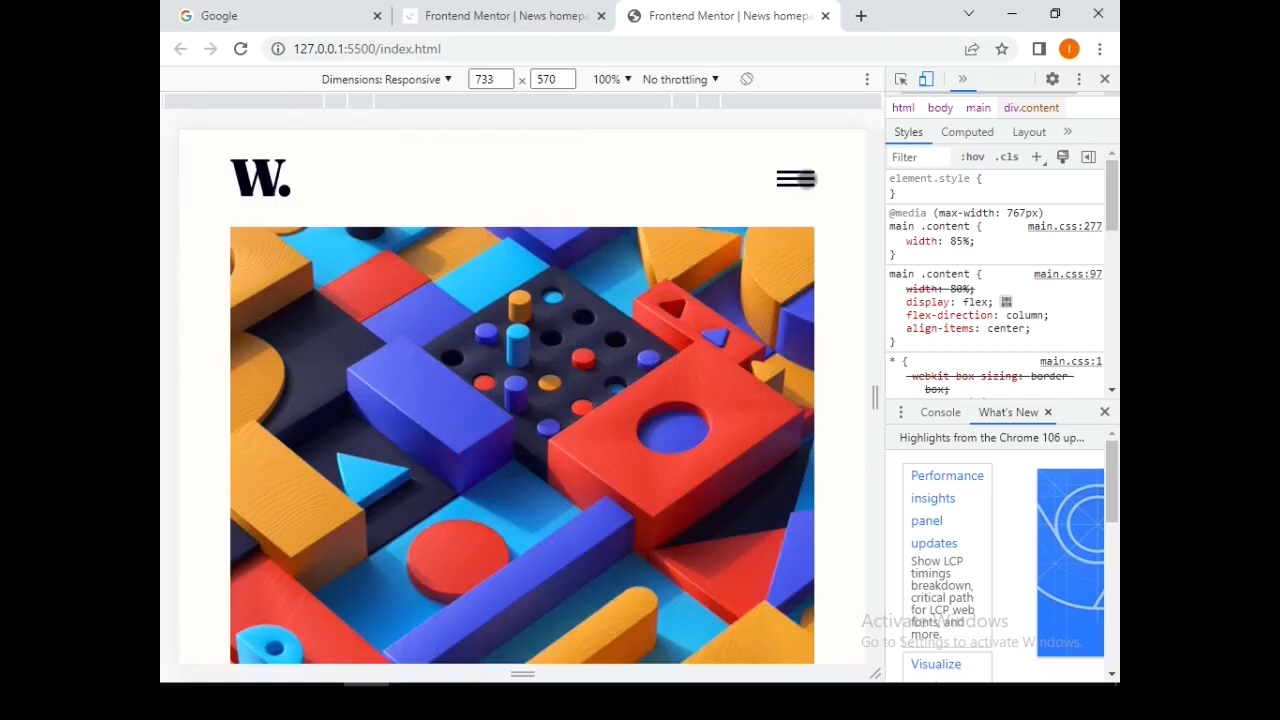 Google
Frontend Mentor | News homepa
Frontend Mentor | News homepa
127.0.0.1:5500/index.html
I
Dimensions: Responsive 733 x 570 100% No throttling
html body main div.content
Styles Computed Layout
Filter :hov .cls
element.style {
}
@media (max-width: 767px)
main .content { main.css:277
width: 85%;
}
main .content { main.css:97
width: 80%;
display: flex;
flex-direction: column;
align-items: center;
}
* { main.css:1
-webkit-box-sizing: border-
box;
Console What's New
Highlights from the Chrome 106 up...
Performance
insights
panel
updates
Show LCP
timings
breakdown,
critical path
for LCP web
fonts, and
more.
Visualize
W.
Activate Windows
Go to Settings to activate Windows.